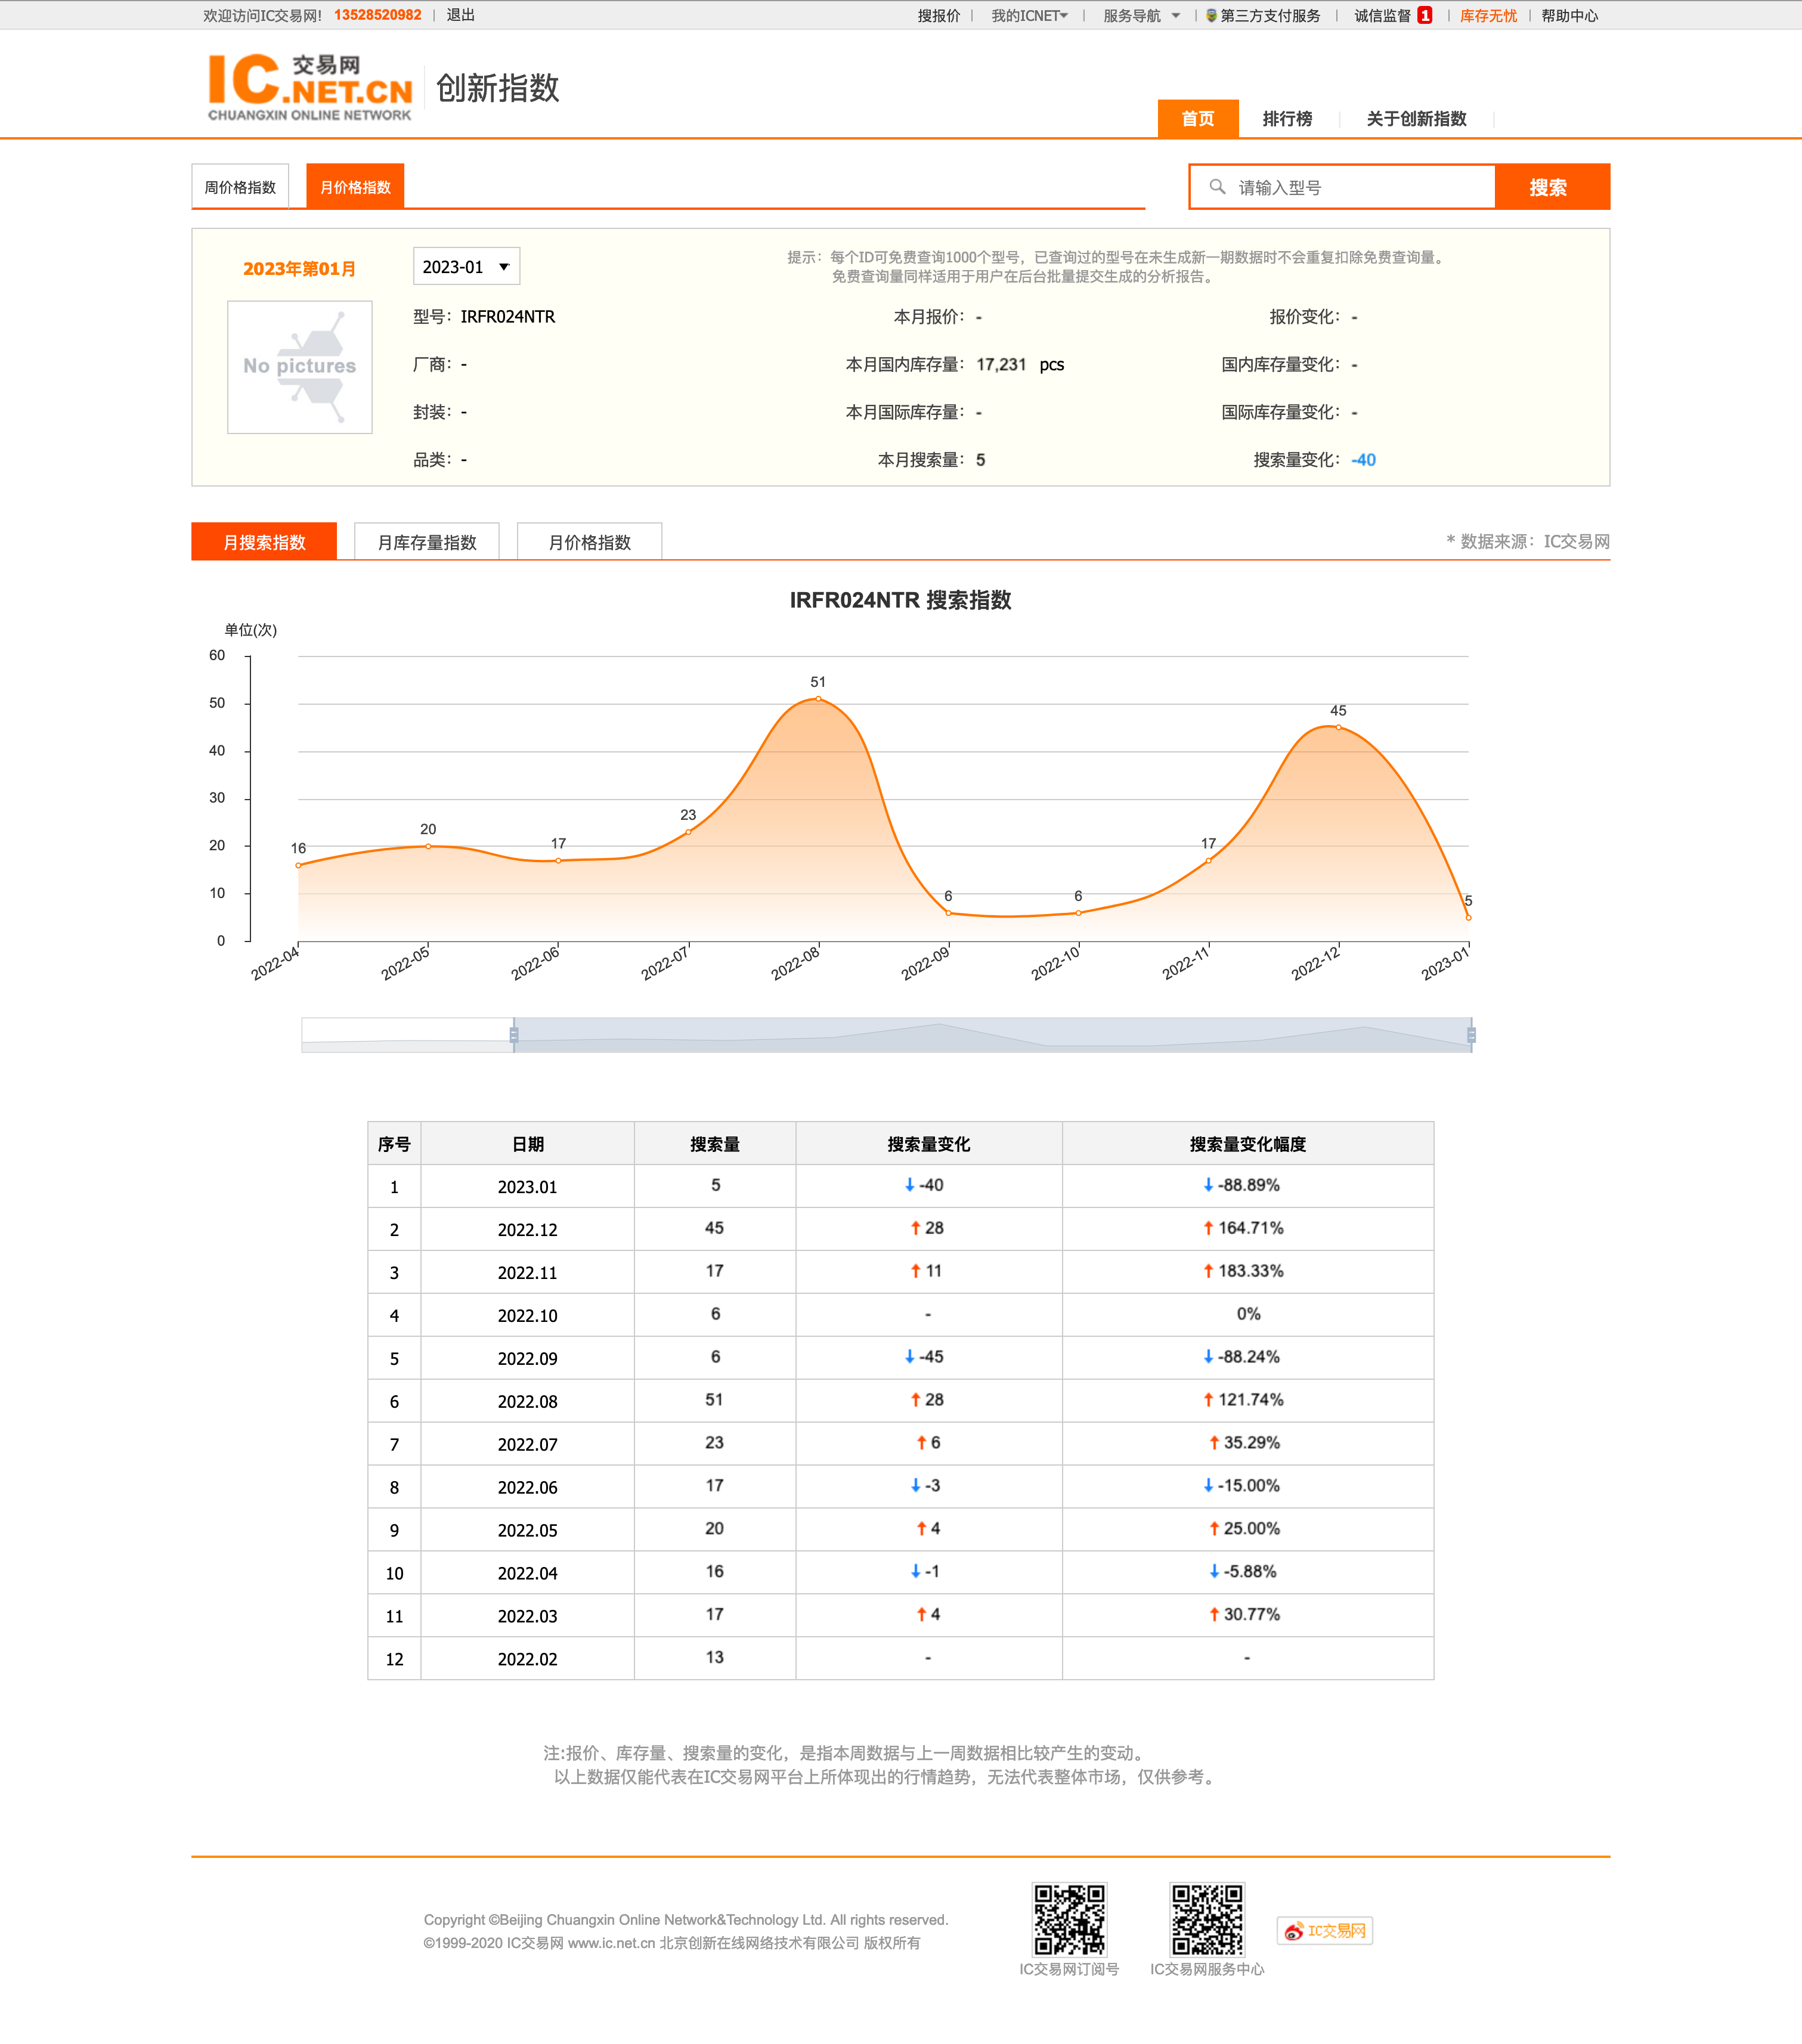 欢迎访问IC交易网! 13528520982 | 退出 搜报价 | 我的ICNET | 服务导航 | 第三方支付服务 | 诚信监督 1 | 库存无忧 | 帮助中心
IC交易网.NET.CN
CHUANGXIN ONLINE NETWORK
创新指数
首页 排行榜 关于创新指数
周价格指数 月价格指数 请输入型号 搜索
2023年第01月 2023-01
提示：每个ID可免费查询1000个型号，已查询过的型号在未生成新一期数据时不会重复扣除免费查询量。
免费查询量同样适用于用户在后台批量提交生成的分析报告。
No pictures
型号：IRFR024NTR 本月报价：- 报价变化：-
厂商：- 本月国内库存量：17,231 pcs 国内库存量变化：-
封装：- 本月国际库存量：- 国际库存量变化：-
品类：- 本月搜索量：5 搜索量变化：-40
月搜索指数 月库存量指数 月价格指数 * 数据来源：IC交易网
IRFR024NTR 搜索指数
单位(次)
60
50
40
30
20
10
0
16 20 17 23 51 6 6 17 45 5
2022-04 2022-05 2022-06 2022-07 2022-08 2022-09 2022-10 2022-11 2022-12 2023-01
序号 日期 搜索量 搜索量变化 搜索量变化幅度
1 2023.01 5 ↓-40 ↓-88.89%
2 2022.12 45 ↑28 ↑164.71%
3 2022.11 17 ↑11 ↑183.33%
4 2022.10 6 - 0%
5 2022.09 6 ↓-45 ↓-88.24%
6 2022.08 51 ↑28 ↑121.74%
7 2022.07 23 ↑6 ↑35.29%
8 2022.06 17 ↓-3 ↓-15.00%
9 2022.05 20 ↑4 ↑25.00%
10 2022.04 16 ↓-1 ↓-5.88%
11 2022.03 17 ↑4 ↑30.77%
12 2022.02 13 - -
注:报价、库存量、搜索量的变化，是指本周数据与上一周数据相比较产生的变动。
以上数据仅能代表在IC交易网平台上所体现出的行情趋势，无法代表整体市场，仅供参考。
Copyright ©Beijing Chuangxin Online Network&Technology Ltd. All rights reserved.
©1999-2020 IC交易网 www.ic.net.cn 北京创新在线网络技术有限公司 版权所有
IC交易网订阅号
IC交易网服务中心
IC交易网